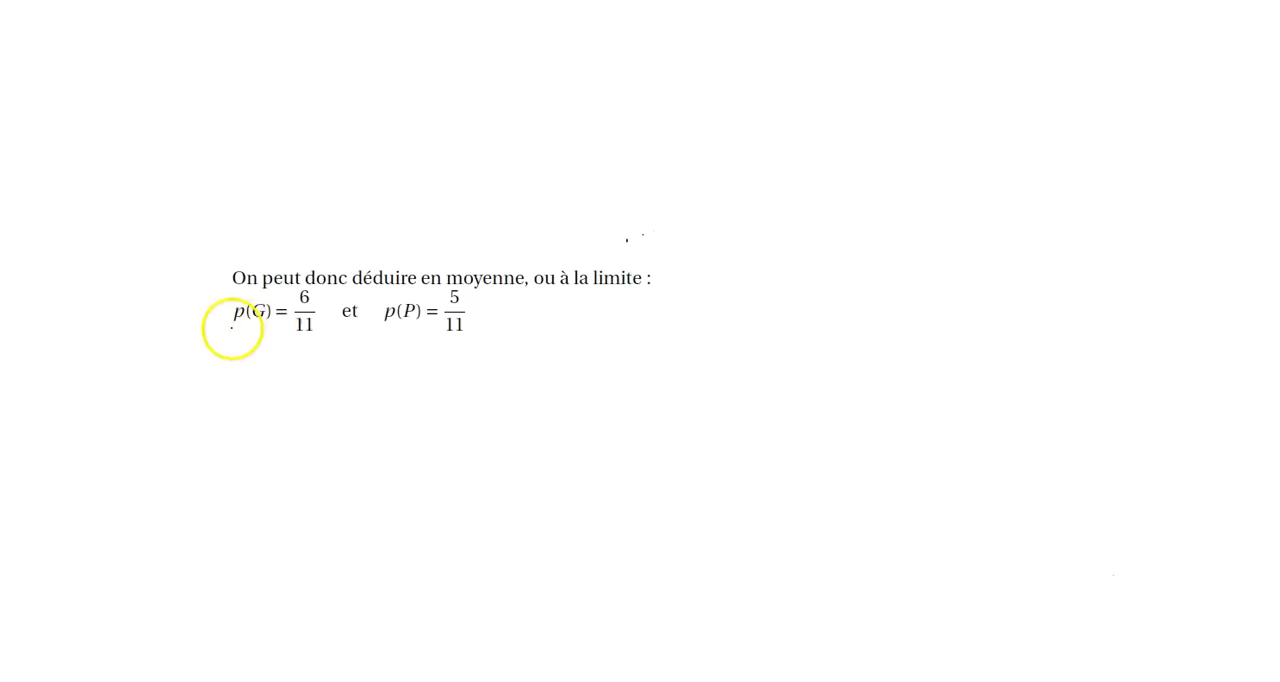 On peut donc déduire en moyenne, ou à la limite :
p(G) = 6/11 et p(P) = 5/11